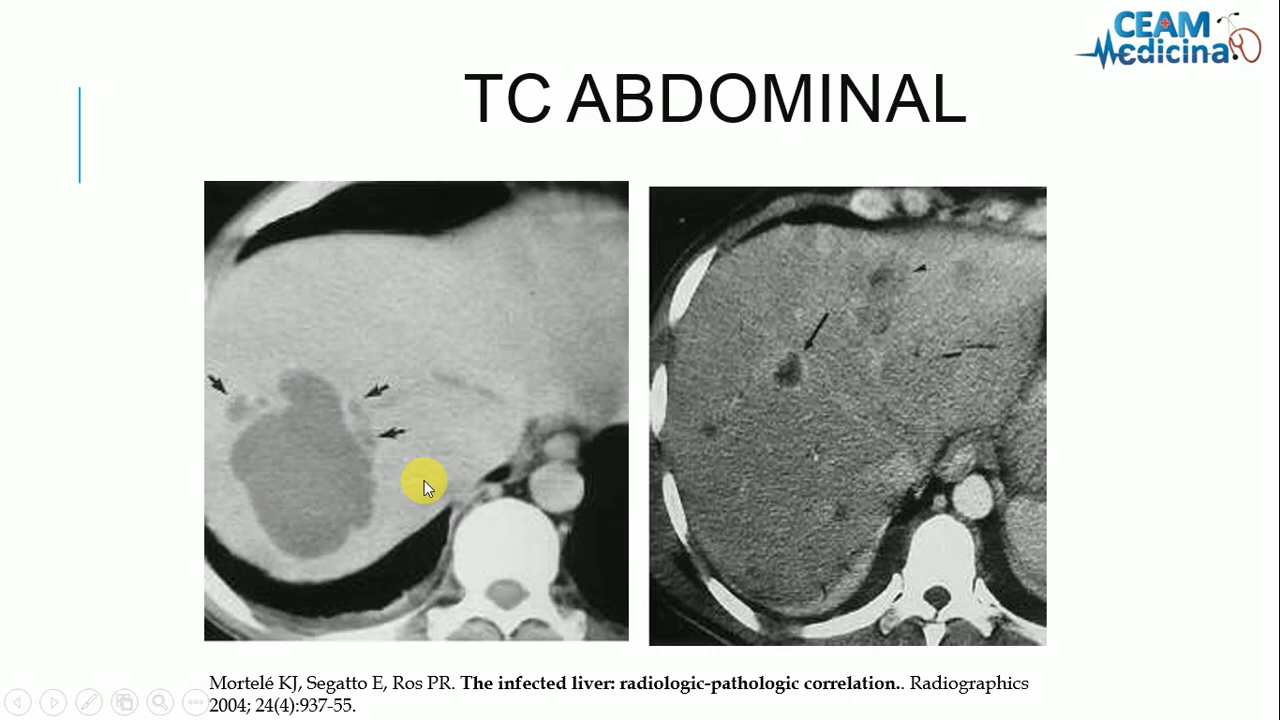 CEAM
Medicina
TC ABDOMINAL
Mortelé KJ, Segatto E, Ros PR. The infected liver: radiologic-pathologic correlation.. Radiographics
2004; 24(4):937-55.